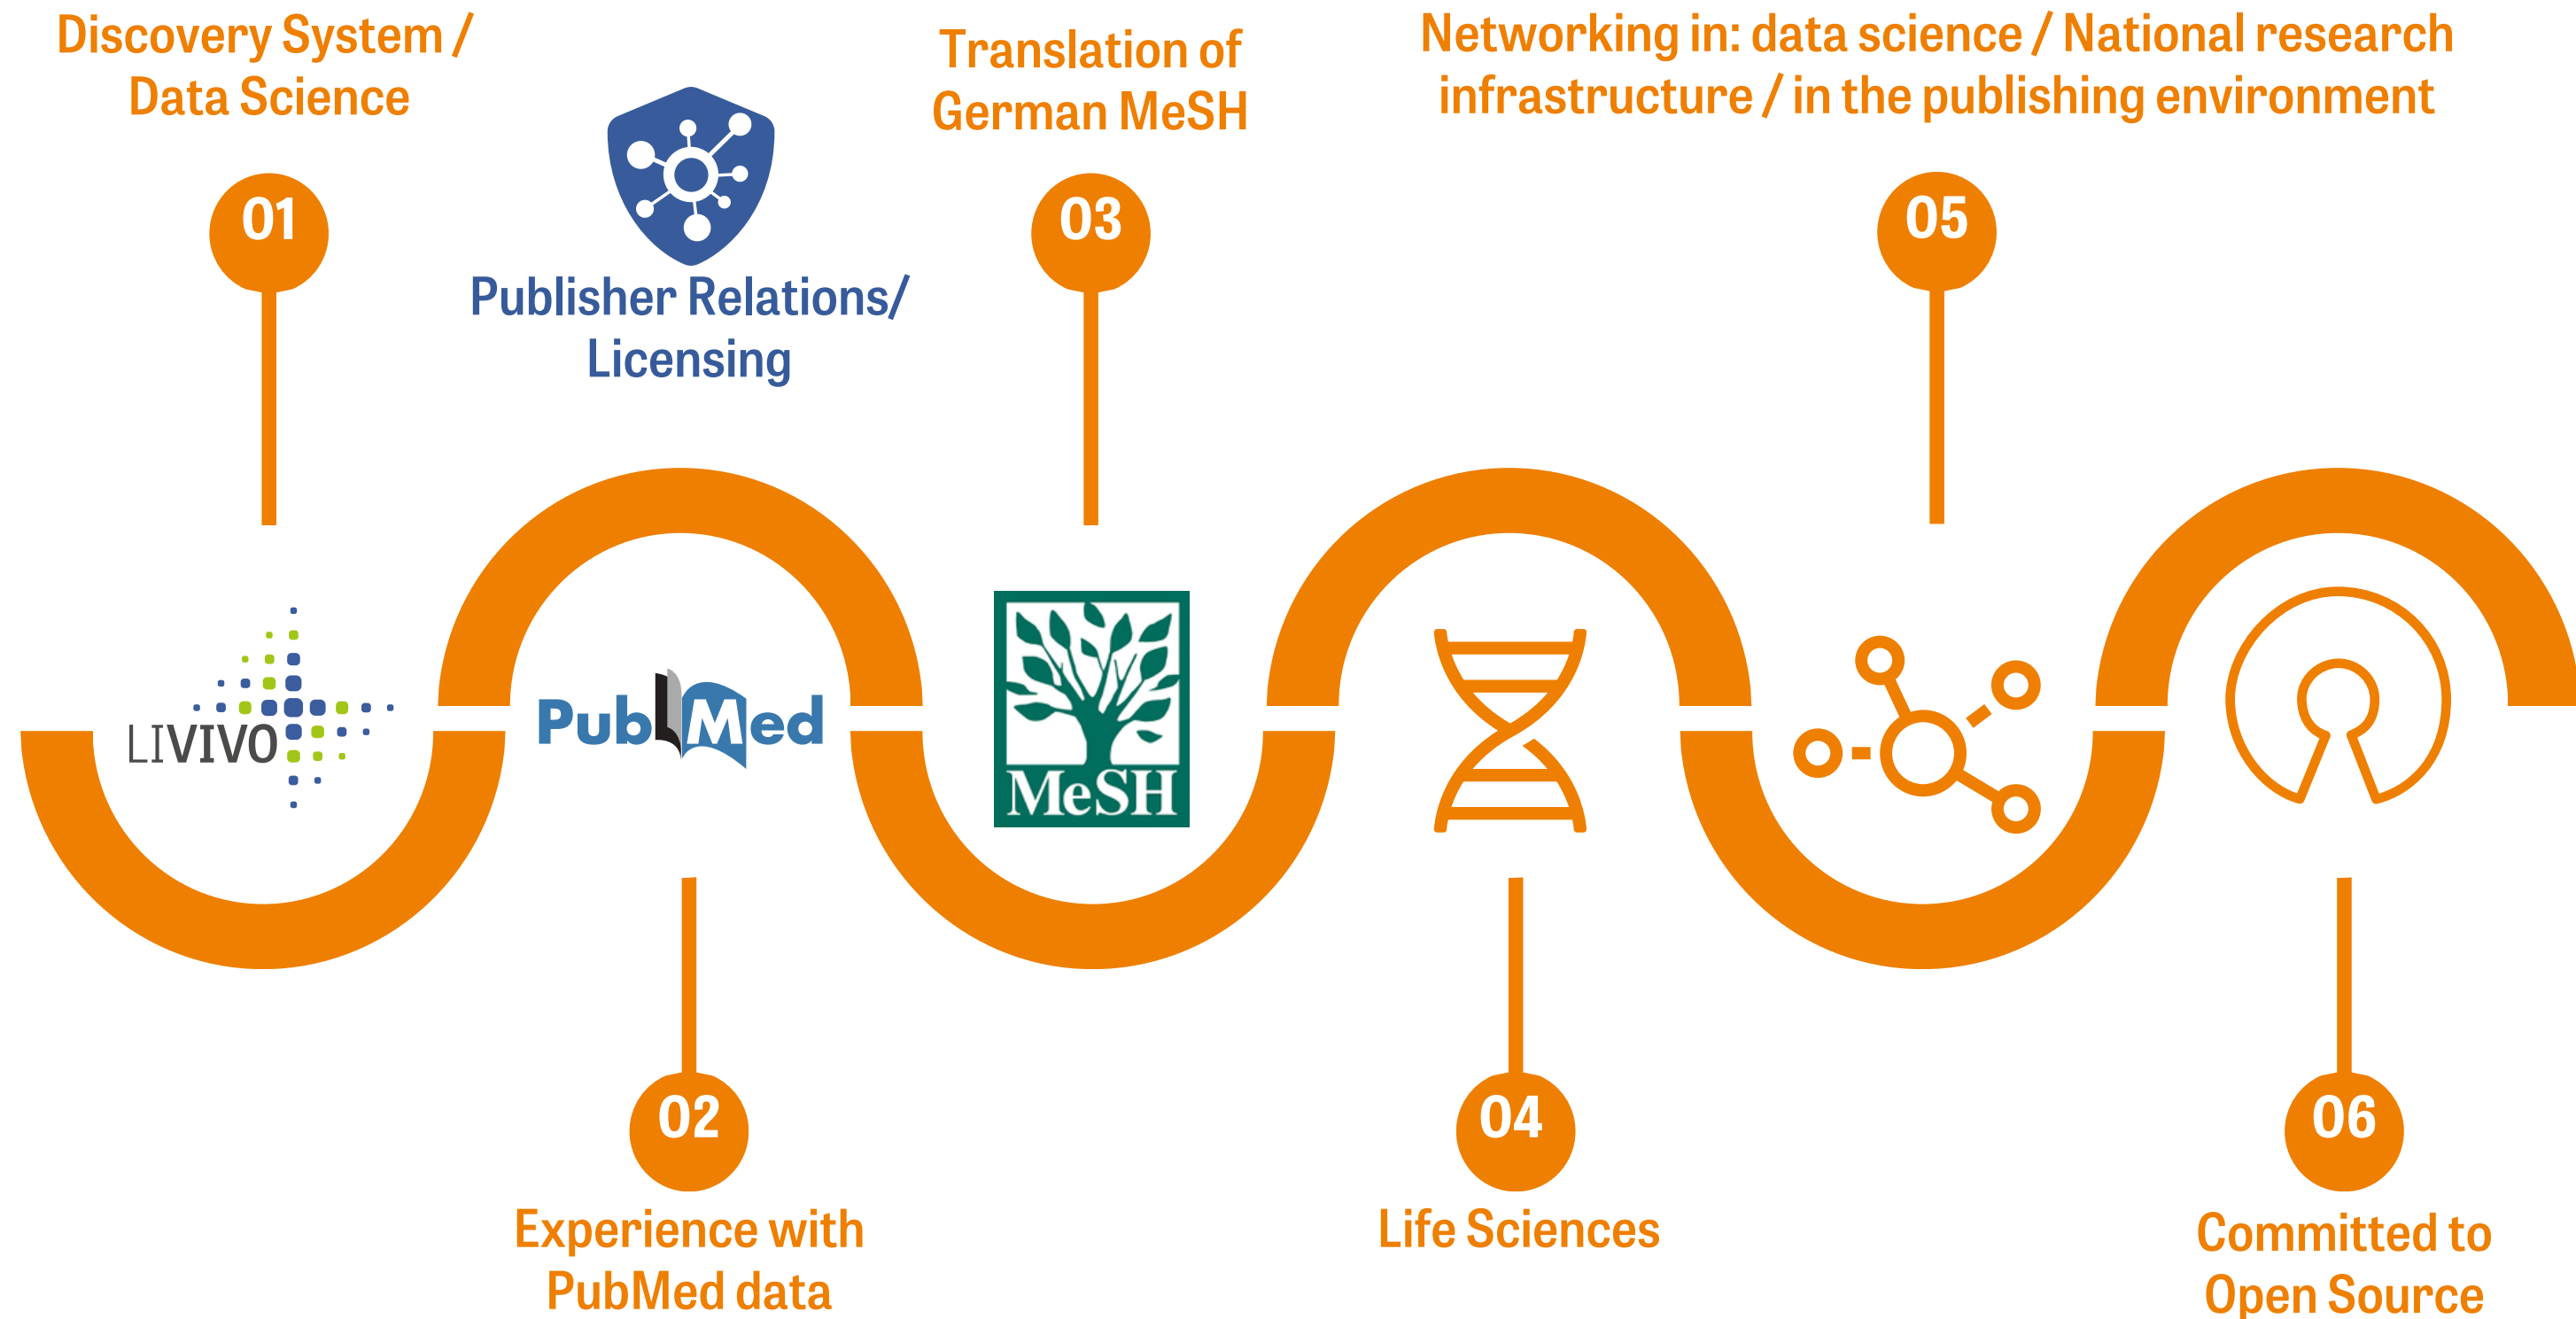 Discovery System /
Data Science
01
Publisher Relations/
Licensing
Translation of
German MeSH
03
Networking in: data science / National research
infrastructure / in the publishing environment
05
LIVIVO
PubMed
MeSH
02
Experience with
PubMed data
04
Life Sciences
06
Committed to
Open Source